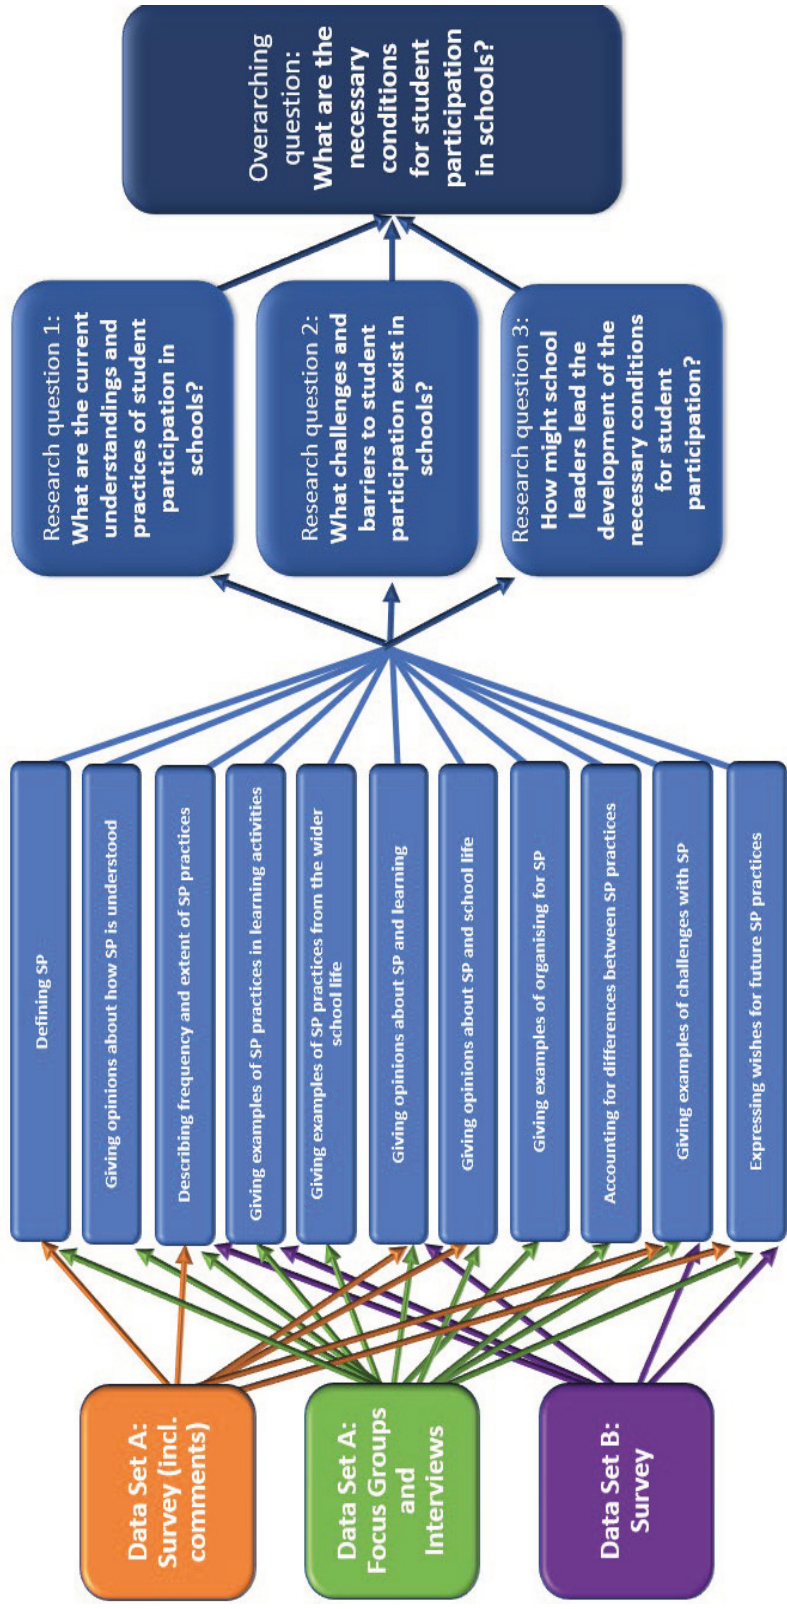 Data Set A:
Survey (incl.
comments)
Data Set A:
Focus Groups
and
Interviews
Data Set B:
Survey
Defining SP
Giving opinions about how SP is understood
Describing frequency and extent of SP practices
Giving examples of SP practices in learning activities
Giving examples of SP practices from the wider
school life
Giving opinions about SP and learning
Giving opinions about SP and school life
Giving examples of organising for SP
Accounting for differences between SP practices
Giving examples of challenges with SP
Expressing wishes for future SP practices
Research question 1:
What are the current
understandings and
practices of student
participation in
schools?
Research question 2:
What challenges and
barriers to student
participation exist in
schools?
Research question 3:
How might school
leaders lead the
development of the
necessary conditions
for student
participation?
Overarching
question:
What are the
necessary
conditions
for student
participation
in schools?